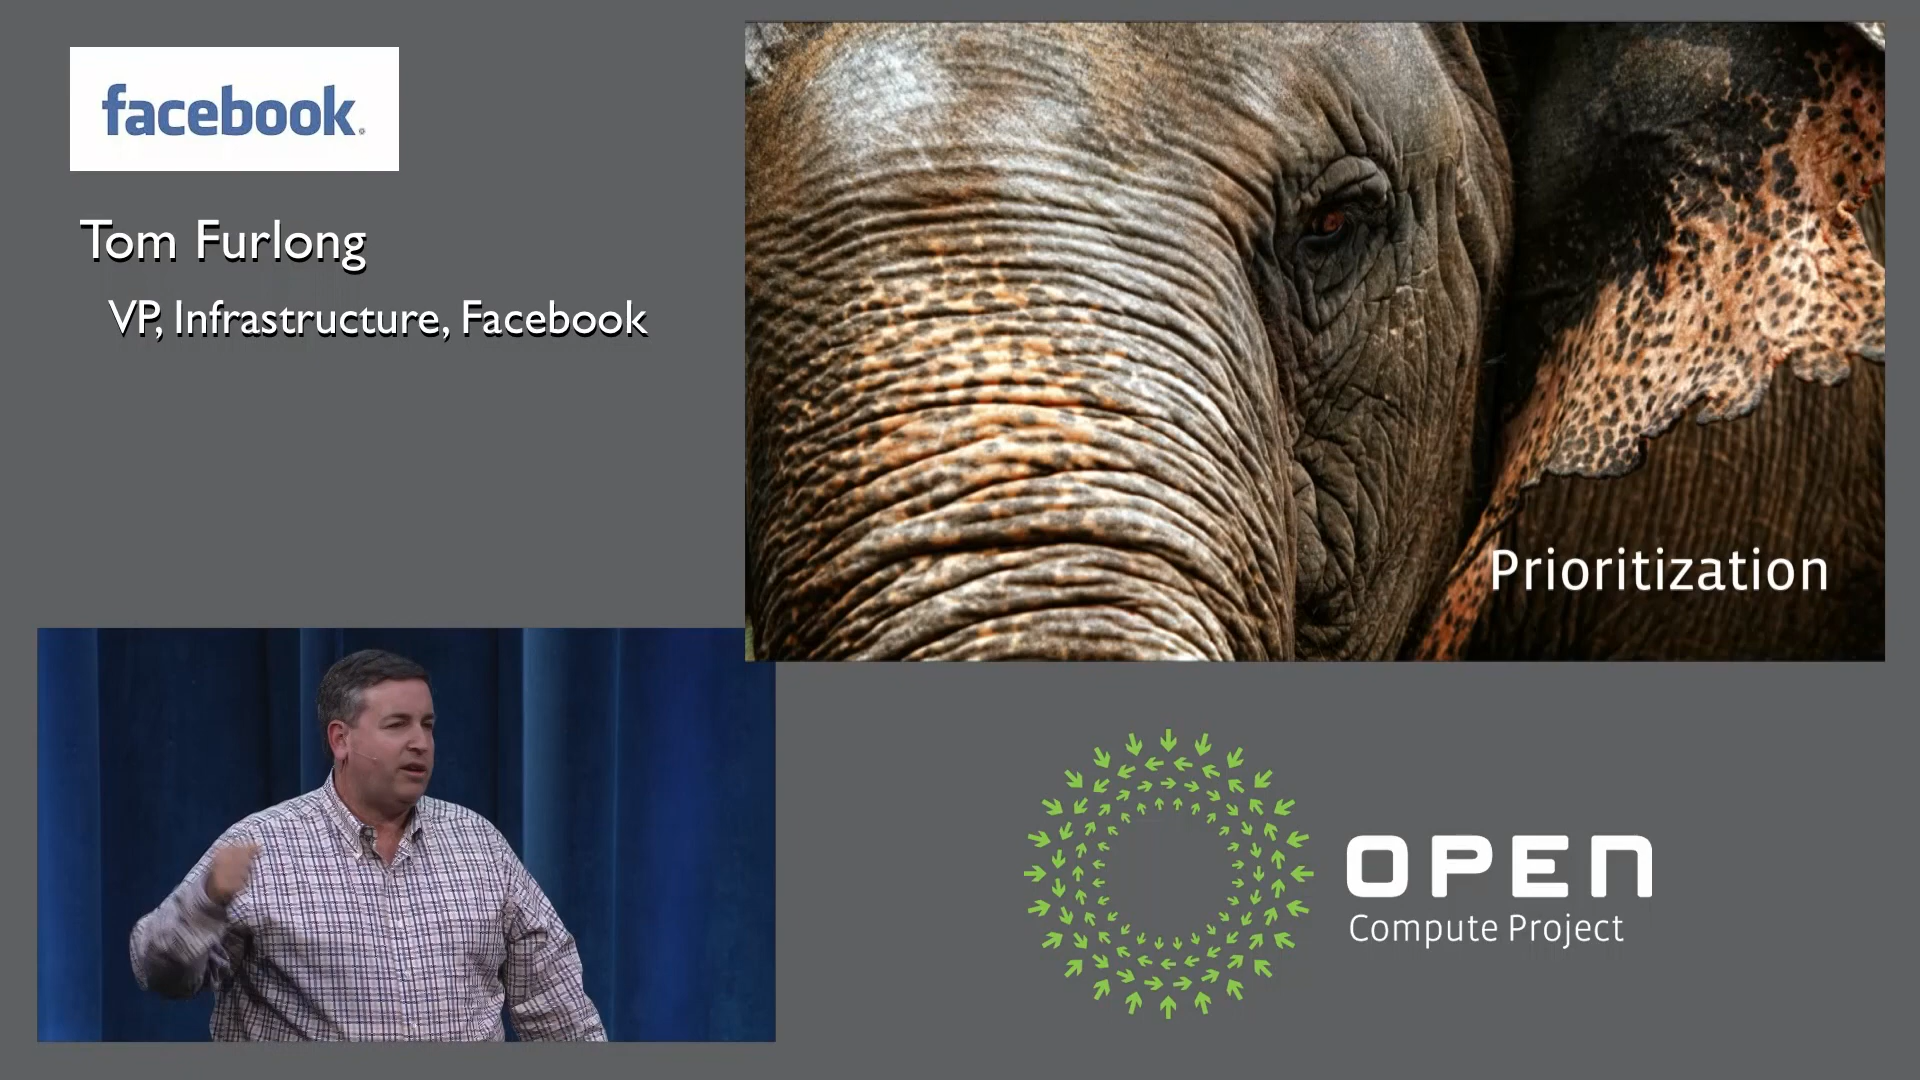 facebook
Tom Furlong
VP, Infrastructure, Facebook
Prioritization
OPEN
Compute Project